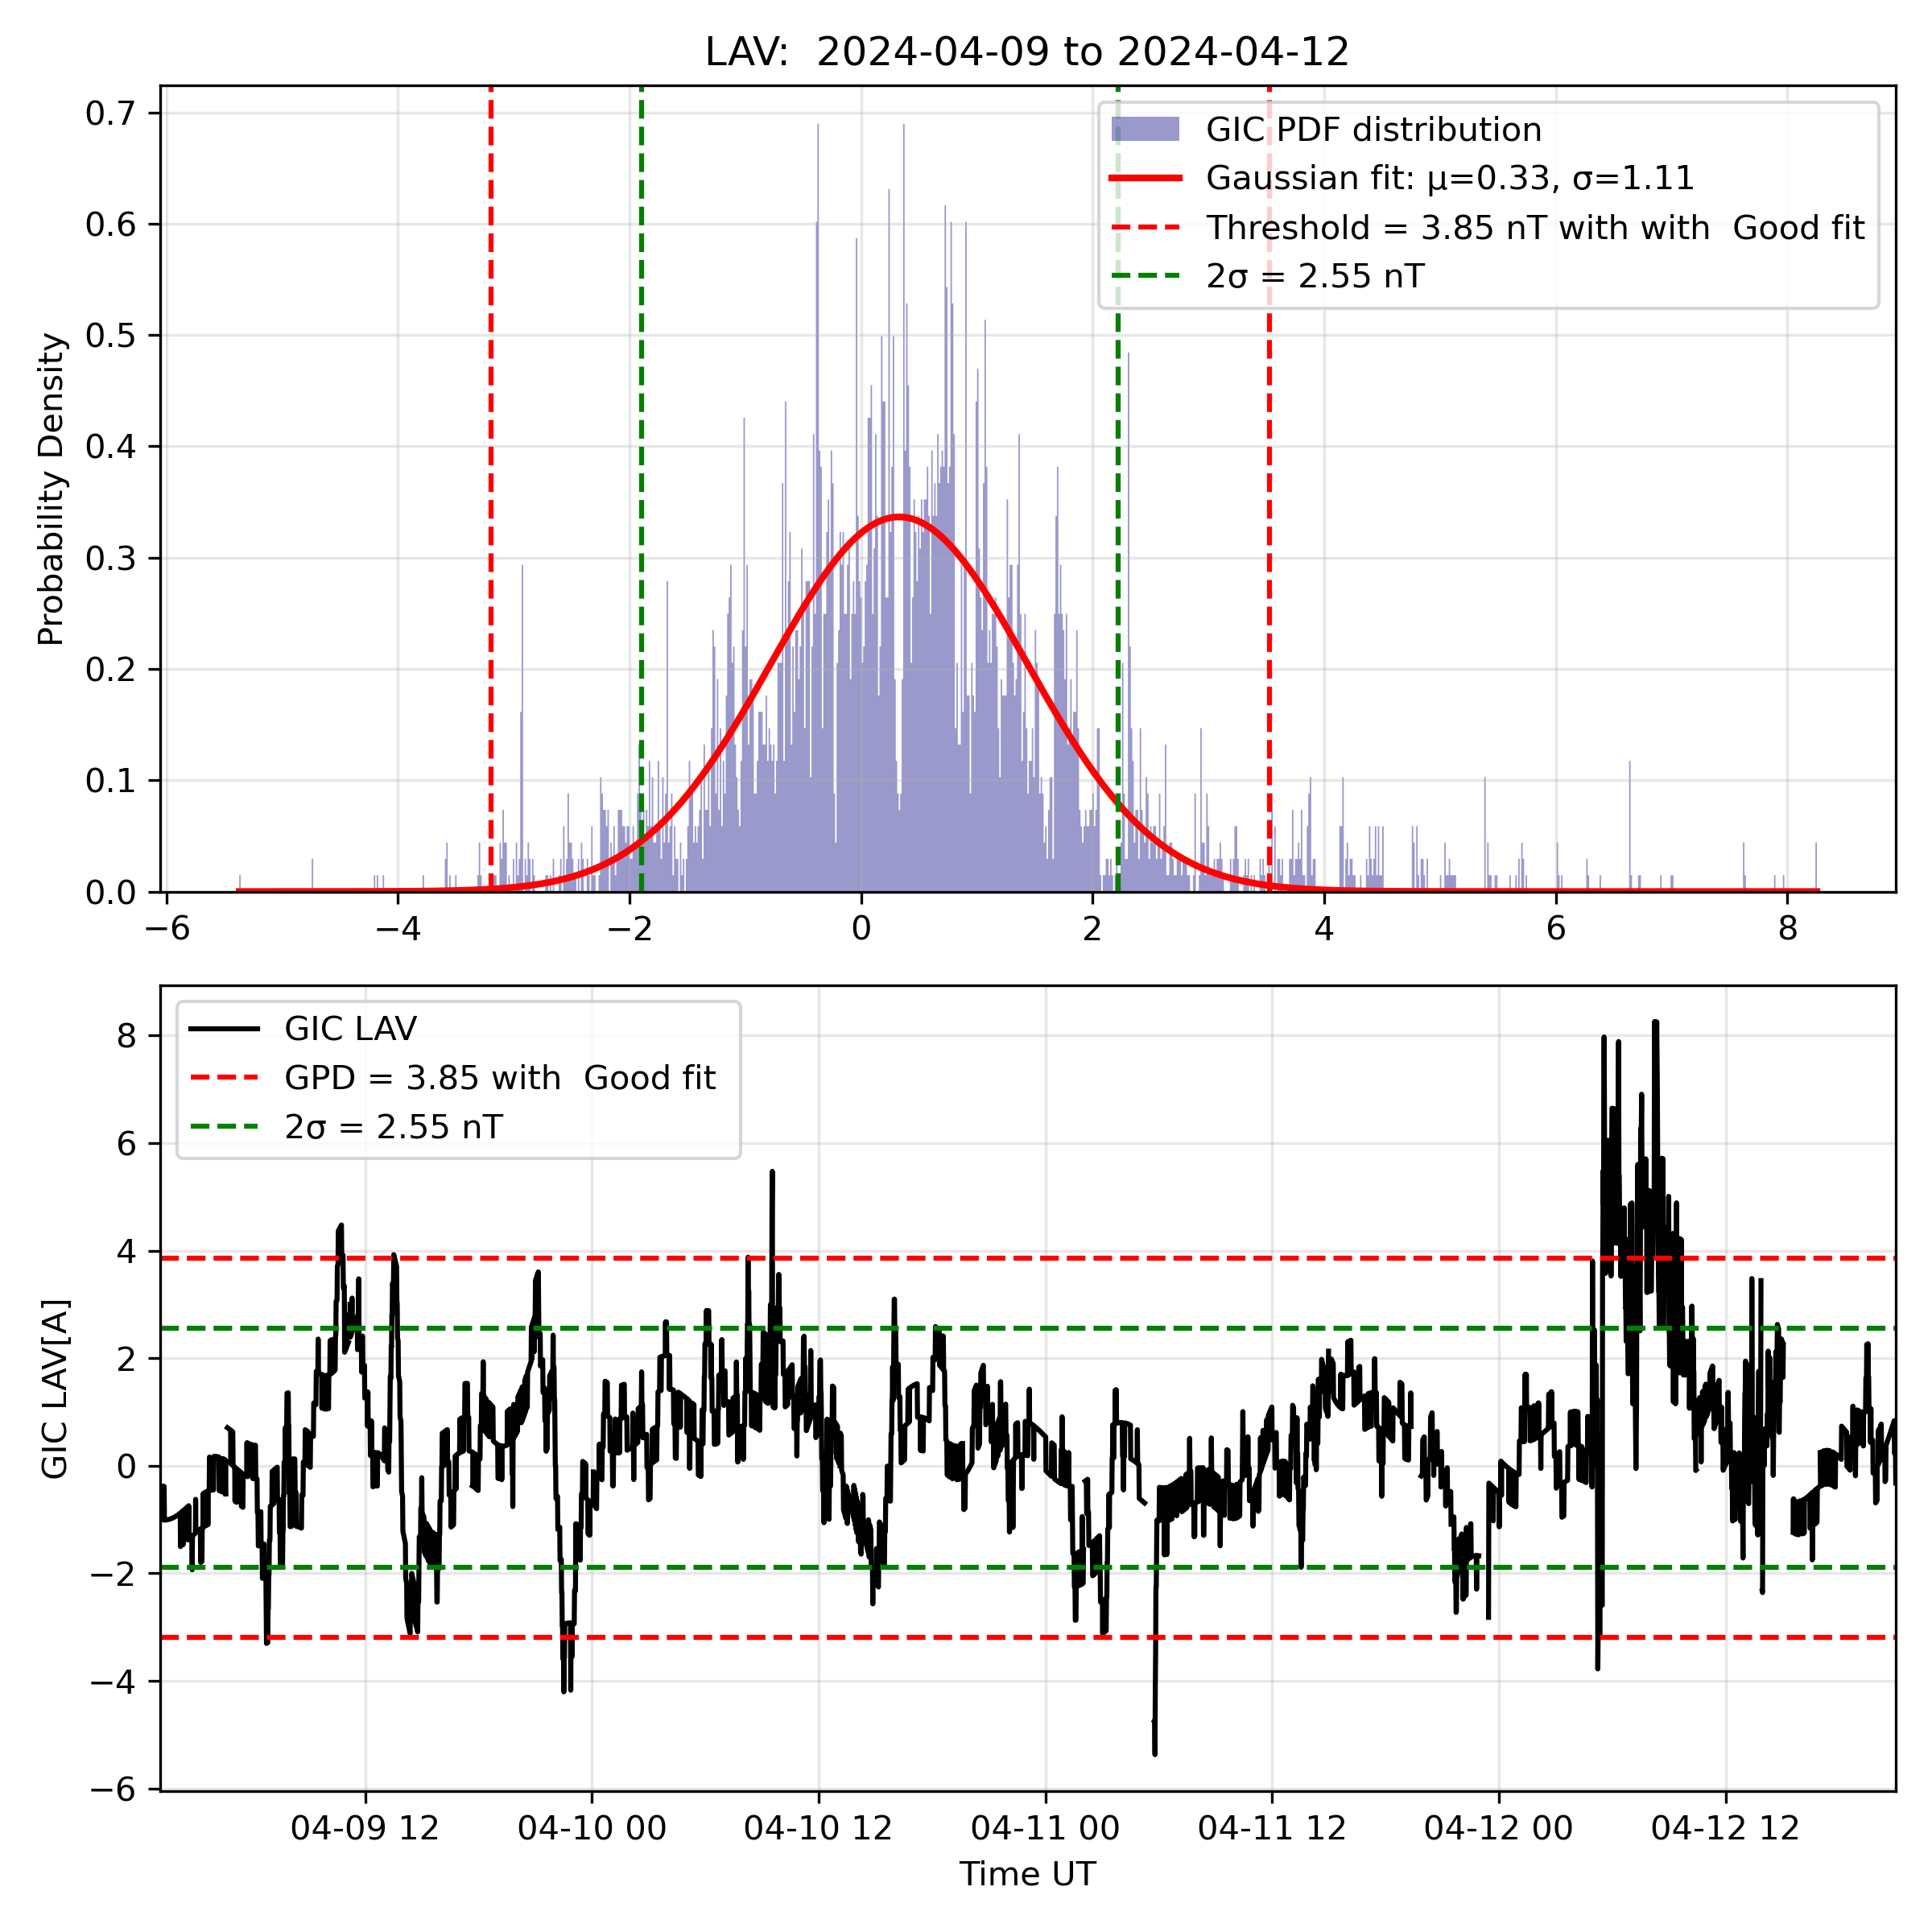 LAV:  2024-04-09 to 2024-04-12
Probability Density
0.7
0.6
0.5
0.4
0.3
0.2
0.1
0.0
GIC PDF distribution
Gaussian fit: μ=0.33, σ=1.11
Threshold = 3.85 nT with with  Good fit
2σ = 2.55 nT
−6 −4 −2 0 2 4 6 8
GIC LAV[A]
8
6
4
2
0
−2
−4
−6
GIC LAV
GPD = 3.85 with  Good fit
2σ = 2.55 nT
04-09 12 04-10 00 04-10 12 04-11 00 04-11 12 04-12 00 04-12 12
Time UT